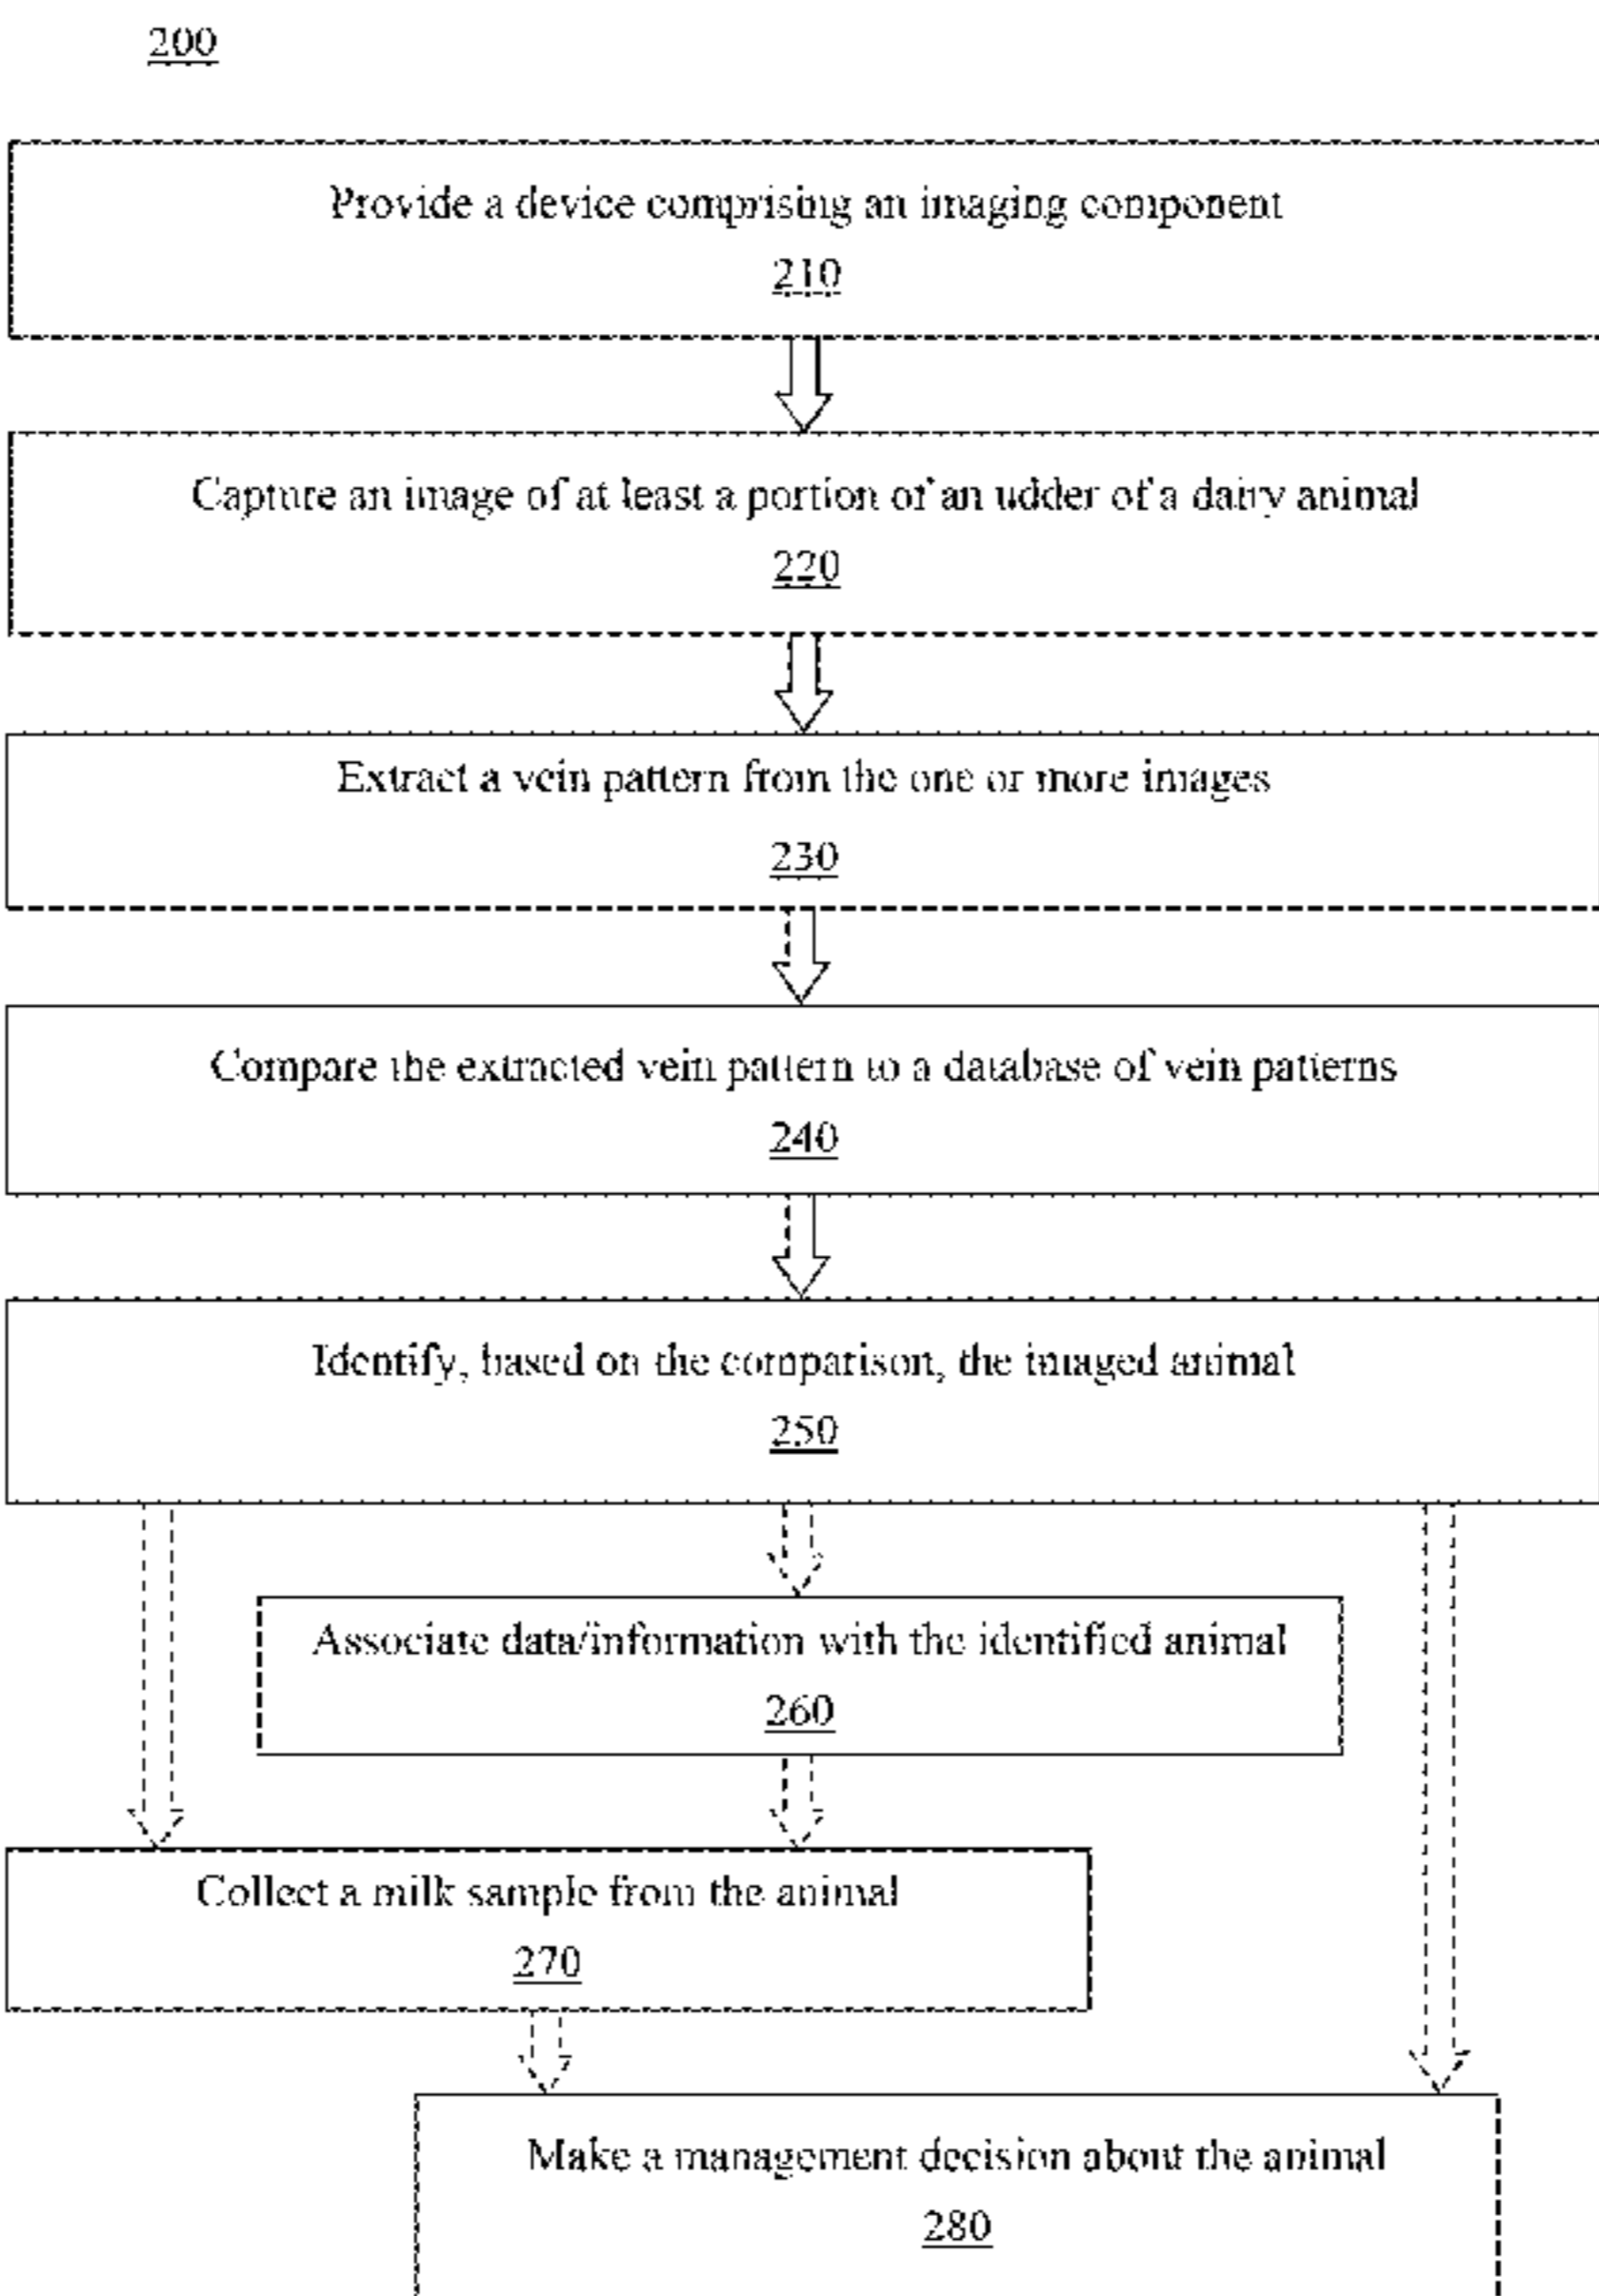 200
Provide a device comprising an imaging component
210
Capture an image of at least a portion of an udder of a dairy animal
220
Extract a vein pattern from the one or more images
230
Compare the extracted vein pattern to a database of vein patterns
240
Identify, based on the comparison, the imaged animal
250
Associate data/information with the identified animal
260
Collect a milk sample from the animal
270
Make a management decision about the animal
280